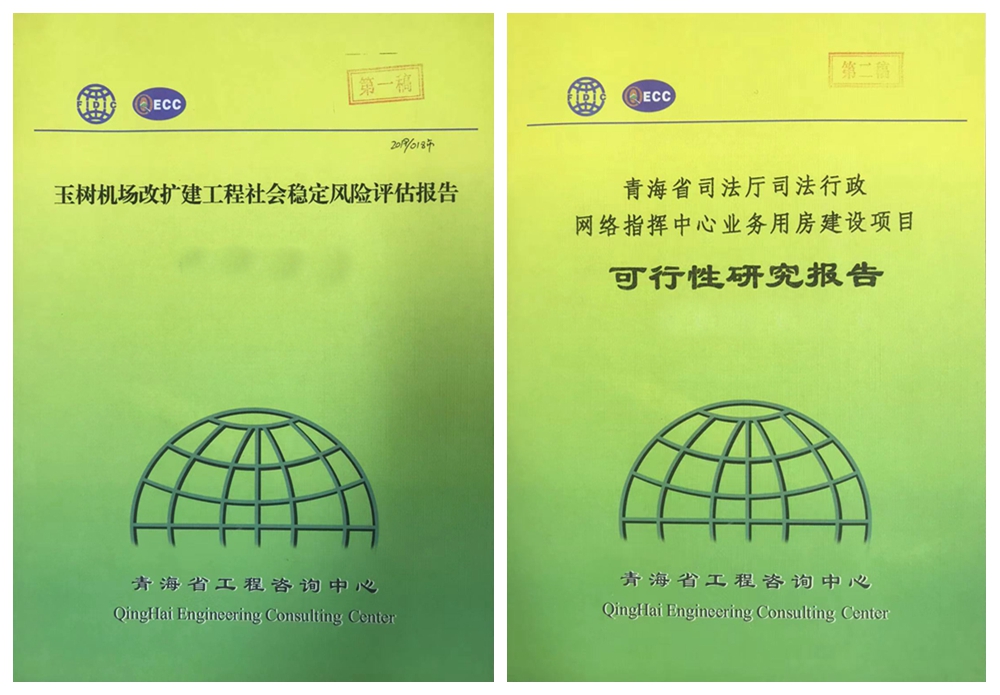 FIDIC
QECC
第一稿
玉树机场改扩建工程社会稳定风险评估报告
青海省工程咨询中心
QingHai Engineering Consulting Center
FIDIC
QECC
第二稿
青海省司法厅司法行政
网络指挥中心业务用房建设项目
可行性研究报告
青海省工程咨询中心
QingHai Engineering Consulting Center